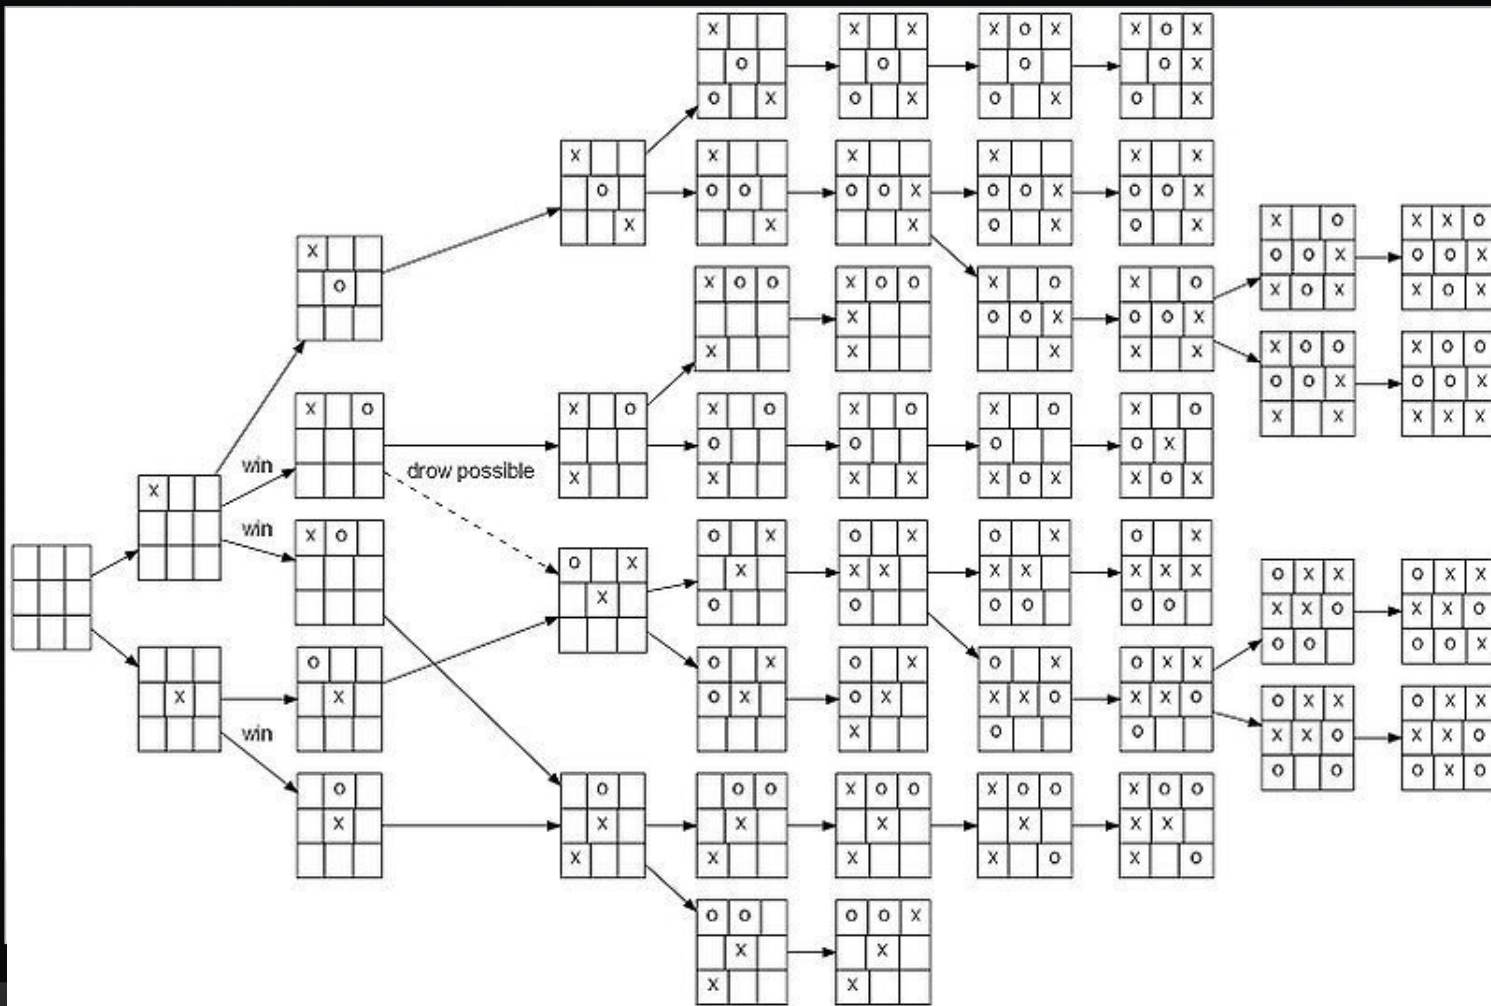 X X X X O X X O X
O O O O X
O X O X O X O X
X X X X X X
O O O O O X O O X O O X
X O X X O
X X X O X O X
X O O X O O X
O X O O X O O X O X O X O X X O X
X O O X O O X
X X X X X X O O X O O
O O X O O X
X O X O X O X O X O X O
X X X X X
O O O O X
win
drow possible
X X X X X O X X O X
X
win
X O O X O X O X O X
O X X X X X X X X X O X X O X X
X O O O O O O X X O X X O
O O O O X
O O X O X O X O X X
X X O X O X X X O X X O O X X O X X
X O O win X X O X X O
O O O X O
O O O O X O O X O O X O O
X X X X X X X
X X X X O X O
O O O O X
X X
X X